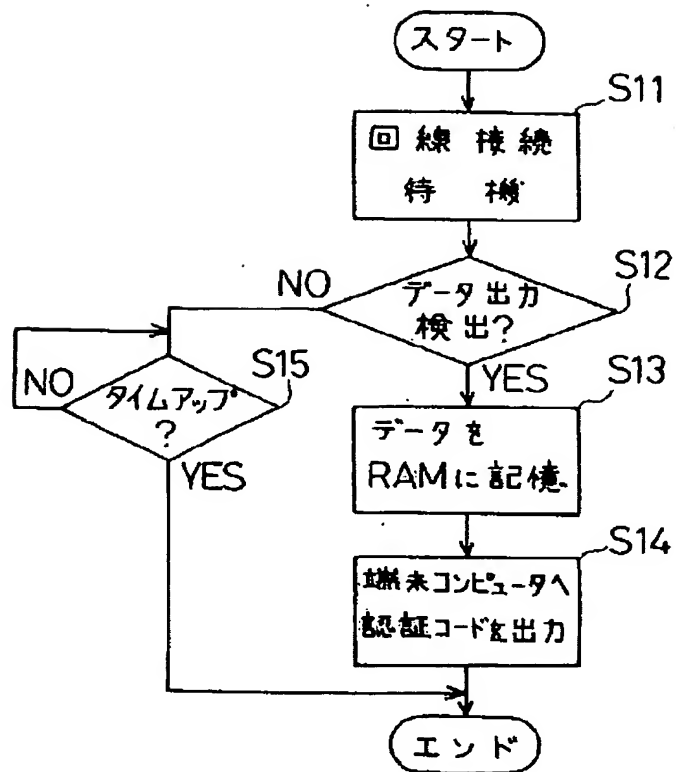 スタート
S11
回線接続
待機
S12
データ出力
検出?
NO
YES
S15
タイムアップ
?
NO
YES
S13
データを
RAMに記憶
S14
端末コンピュータへ
認証コードを出力
エンド